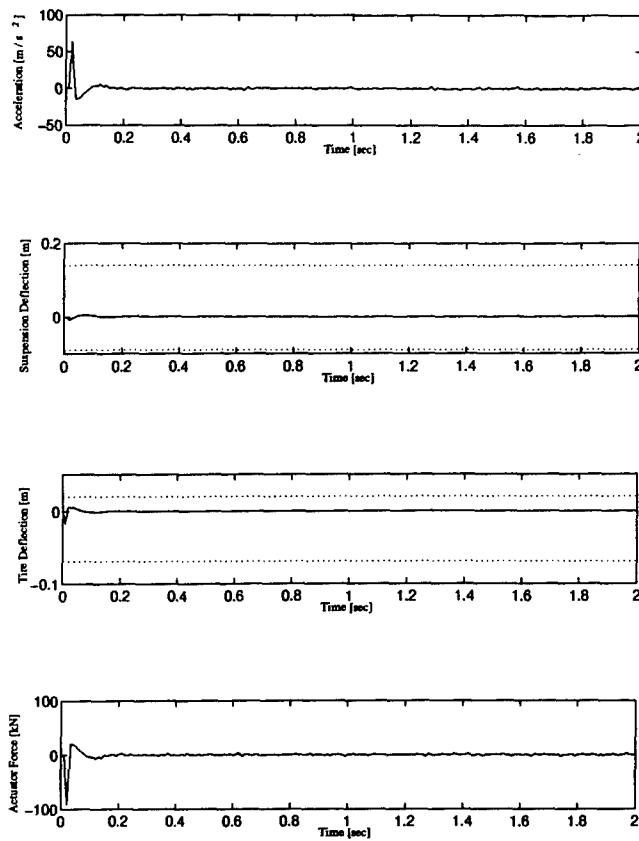 100
50
0
−50
Acceleration [m / s ²]
0 0.2 0.4 0.6 0.8 1 1.2 1.4 1.6 1.8 2
Time [sec]
0.2
0
Suspension Deflection [m]
0 0.2 0.4 0.6 0.8 1 1.2 1.4 1.6 1.8 2
Time [sec]
0
−0.1
Tire Deflection [m]
0 0.2 0.4 0.6 0.8 1 1.2 1.4 1.6 1.8 2
Time [sec]
100
0
−100
Actuator Force [kN]
0 0.2 0.4 0.6 0.8 1 1.2 1.4 1.6 1.8 2
Time [sec]